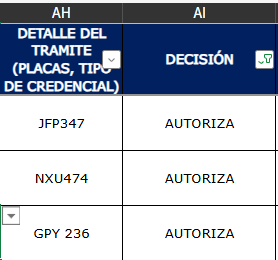 AH AI
DETALLE DEL
TRAMITE
(PLACAS, TIPO
DE CREDENCIAL)
DECISIÓN
JFP347 AUTORIZA
NXU474 AUTORIZA
GPY 236 AUTORIZA